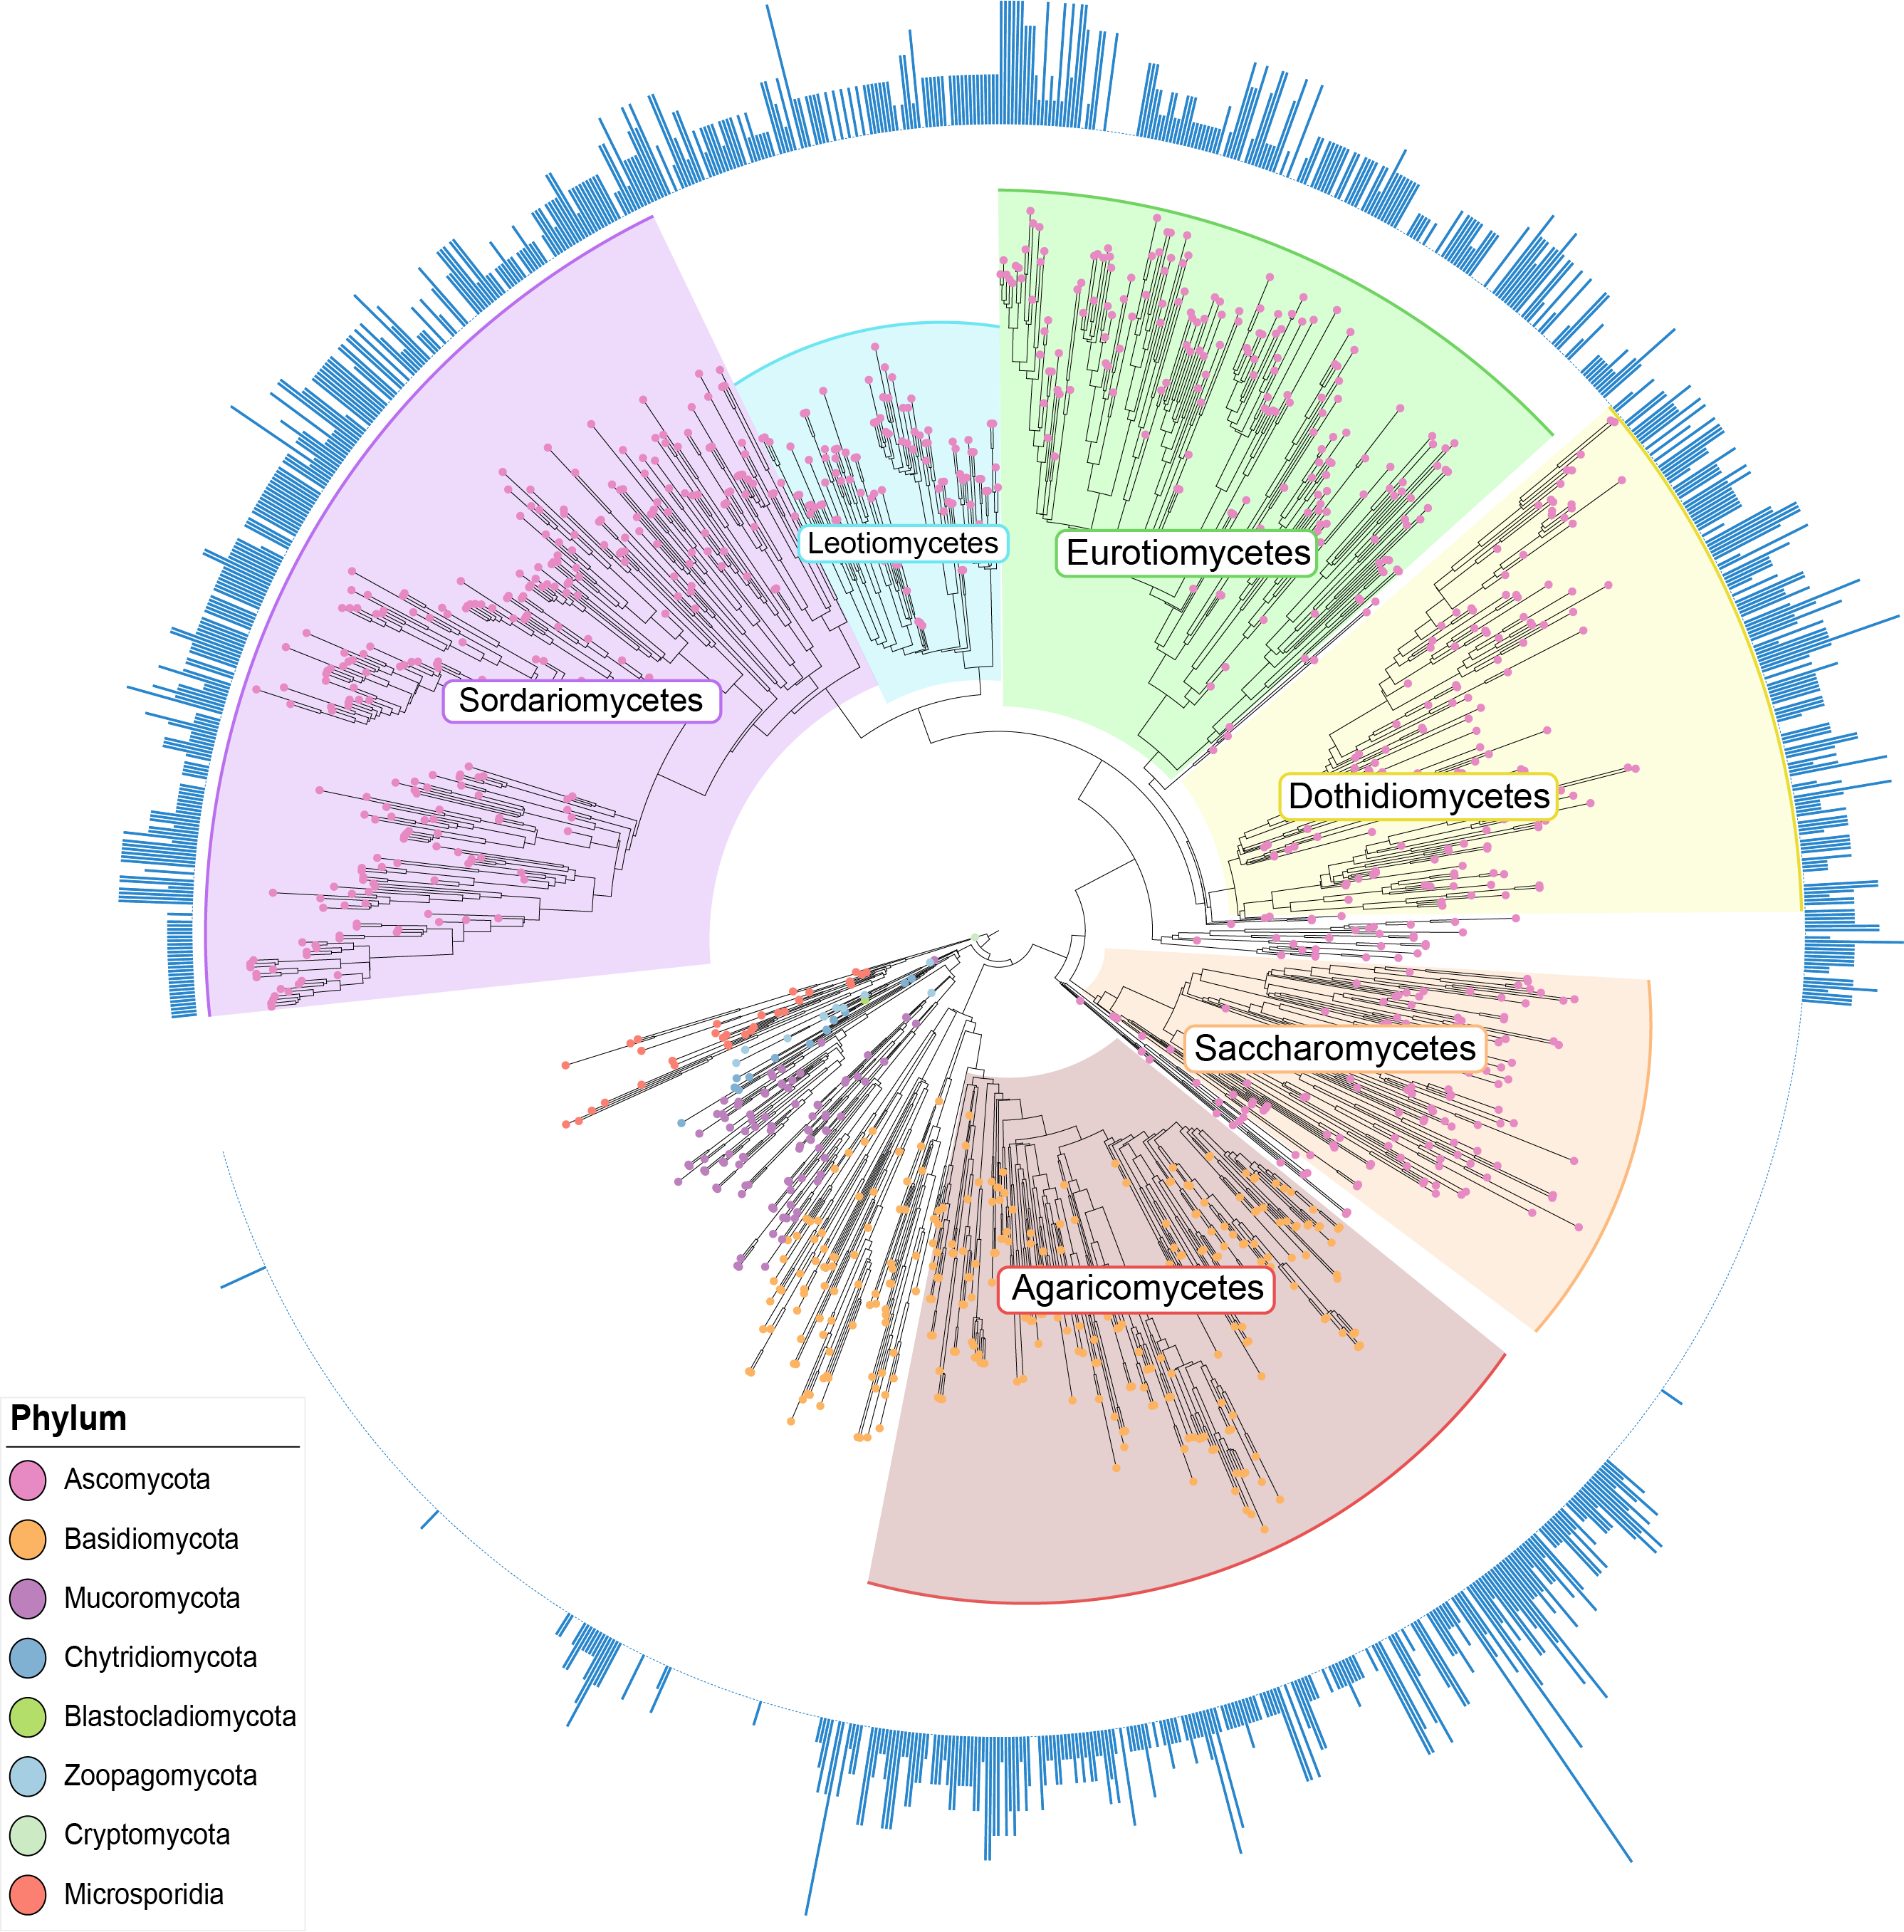 Leotiomycetes
Eurotiomycetes
Sordariomycetes
Dothidiomycetes
Saccharomycetes
Agaricomycetes
Phylum
Ascomycota
Basidiomycota
Mucoromycota
Chytridiomycota
Blastocladiomycota
Zoopagomycota
Cryptomycota
Microsporidia